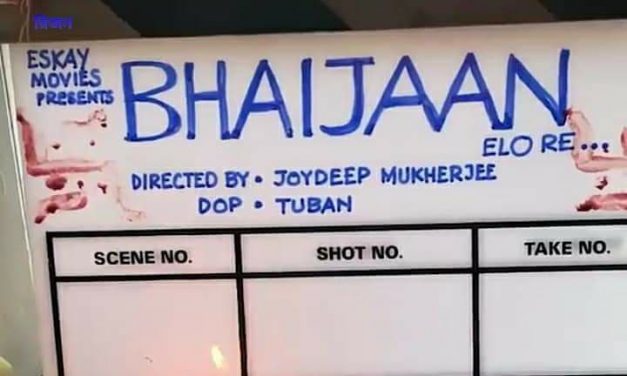 ESKAY
MOVIES
PRESENTS
BHAIJAAN
ELO RE...
DIRECTED BY • JOYDEEP MUKHERJEE
DOP • TUBAN
SCENE NO.
SHOT NO.
TAKE NO.